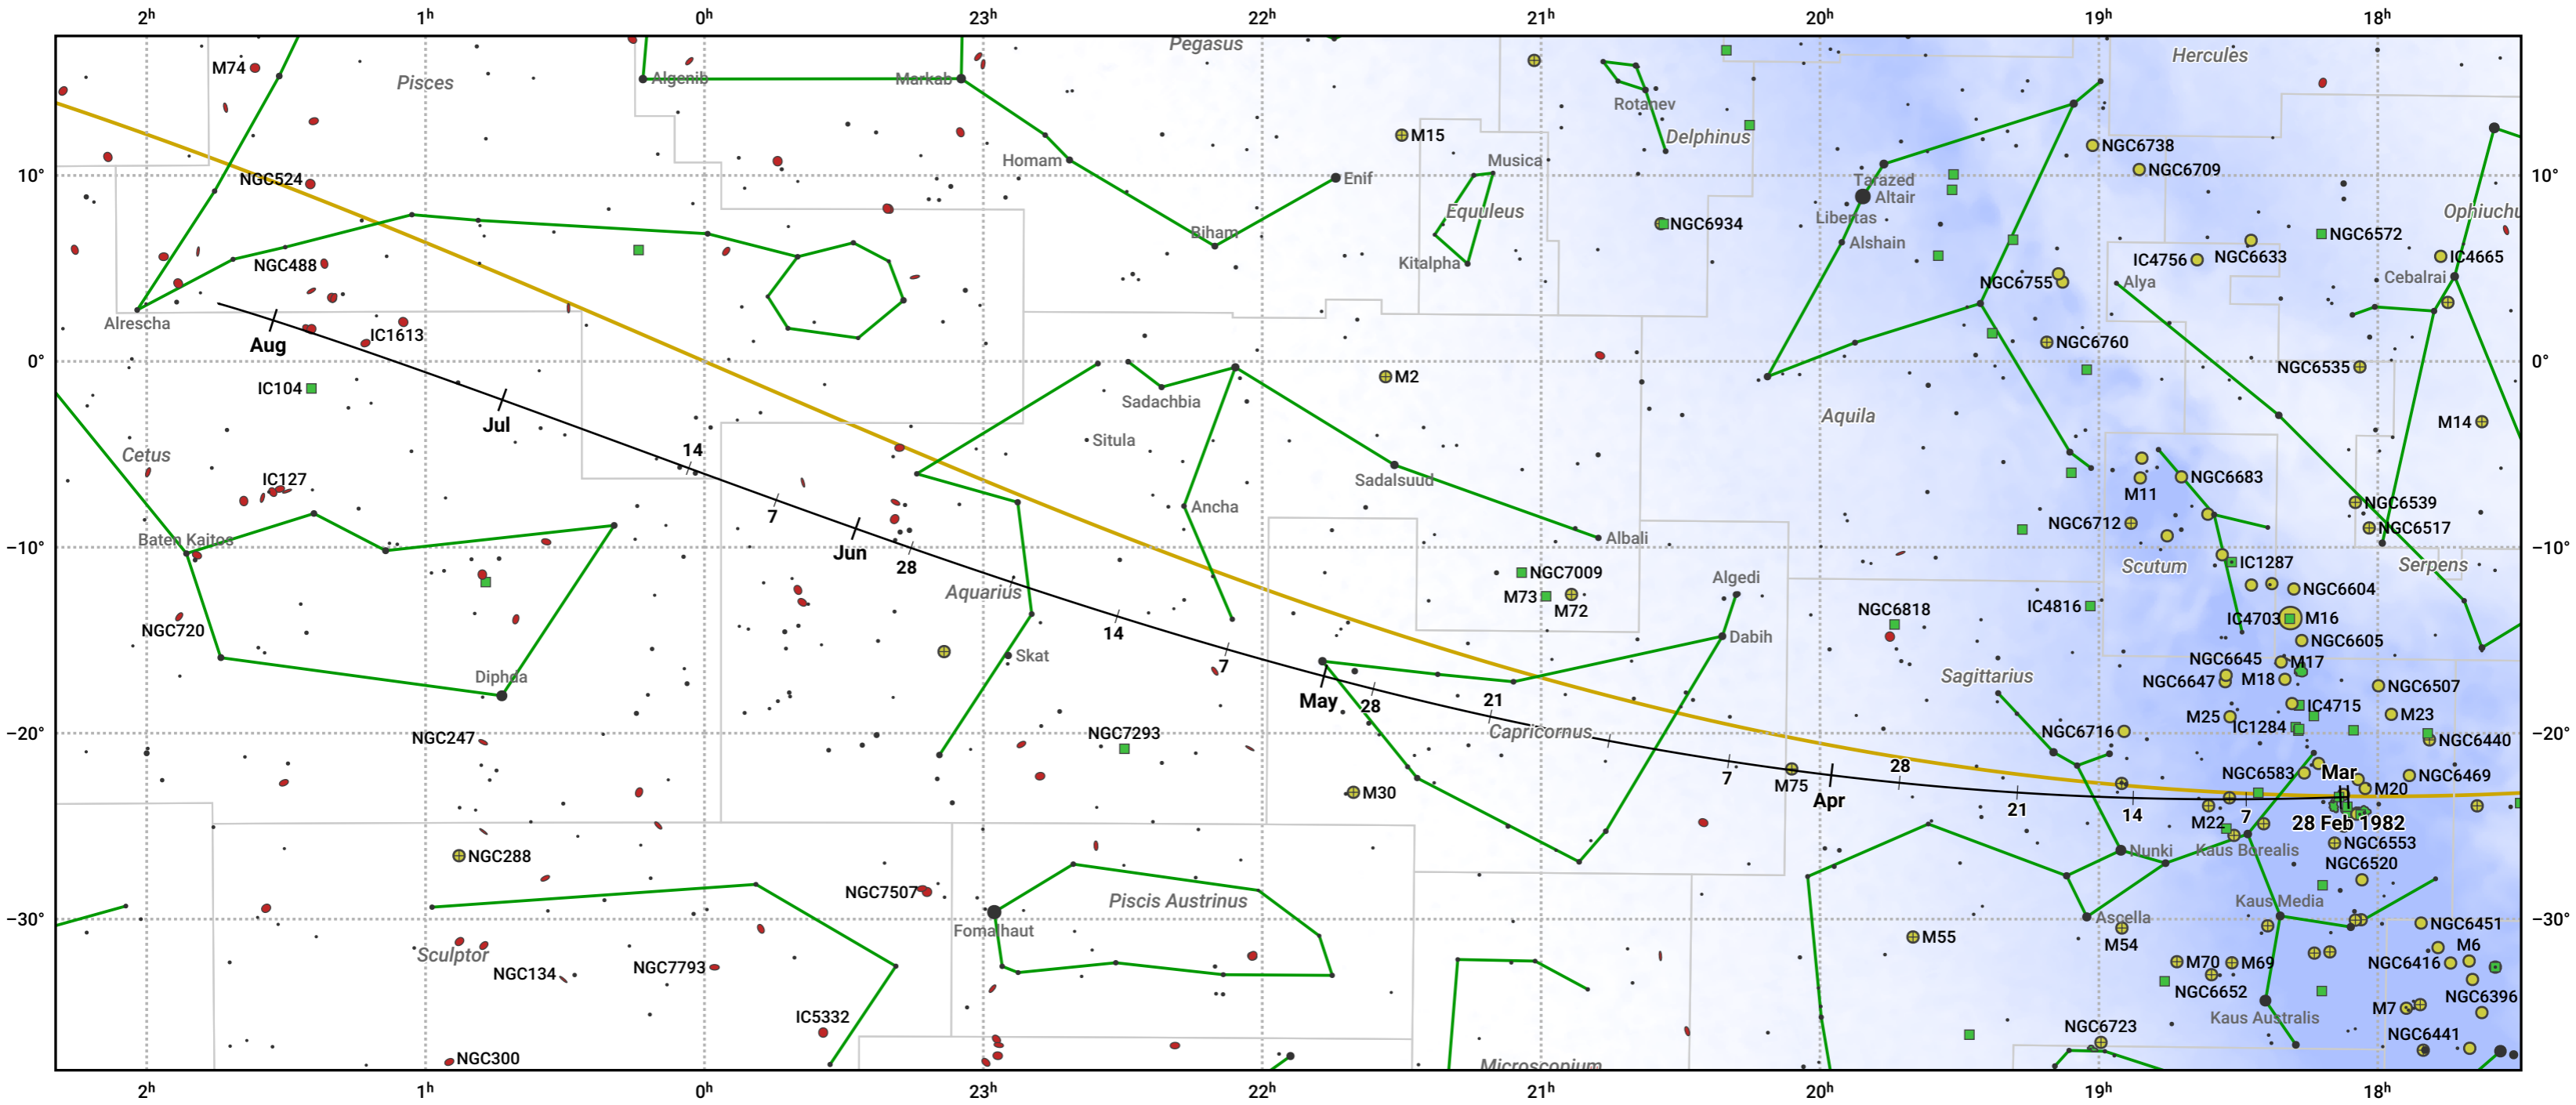 2h 1h 0h 23h 22h 21h 20h 19h 18h
Pegasus
Hercules
M74
Pisces
Algenib
Markab
Rotanev
Delphinus
M15
Homam
Musica
NGC6738
NGC6709
10°
NGC524
Enif
Tarazed
Altair
10°
Equuleus
Libertas
Ophiuchu
NGC6934
Biham
Alshain
NGC6572
NGC488
Kitalpha
IC4756
NGC6633
IC4665
NGC6755
Alya
Cebalrai
Alrescha
Aug
IC1613
NGC6760
0°
0°
NGC6535
IC104
M2
Sadachbia
Aquila
Jul
Situla
M14
Cetus
14
IC127
Sadalsuud
NGC6683
M11
7
Ancha
NGC6539
NGC6712
NGC6517
Baten Kaitos
Jun
Albali
−10°
−10°
28
IC1287
Scutum
Serpens
NGC7009
Algedi
Aquarius
M73
M72
NGC6604
IC4816
NGC6818
IC4703
M16
NGC720
14
Dabih
NGC6605
Skat
7
NGC6645
M17
Diphda
Sagittarius
NGC6647
M18
NGC6507
May
28
21
IC4715
M23
M25
IC1284
NGC247
NGC7293
Capricornus
NGC6716
NGC6440
−20°
−20°
7
28
NGC6583
Mar
NGC6469
M75
M20
M30
Apr
21
14
7
M22
28 Feb 1982
NGC6553
NGC288
Nunki
Kaus Borealis
NGC6520
NGC7507
Piscis Austrinus
Kaus Media
−30°
−30°
Fomalhaut
Ascella
NGC6451
M55
M54
M6
Sculptor
NGC134
NGC7793
M70
M69
NGC6416
NGC6652
NGC6396
IC5332
M7
Kaus Australis
NGC6723
NGC6441
NGC300
Microscopium
2h 1h 0h 23h 22h 21h 20h 19h 18h